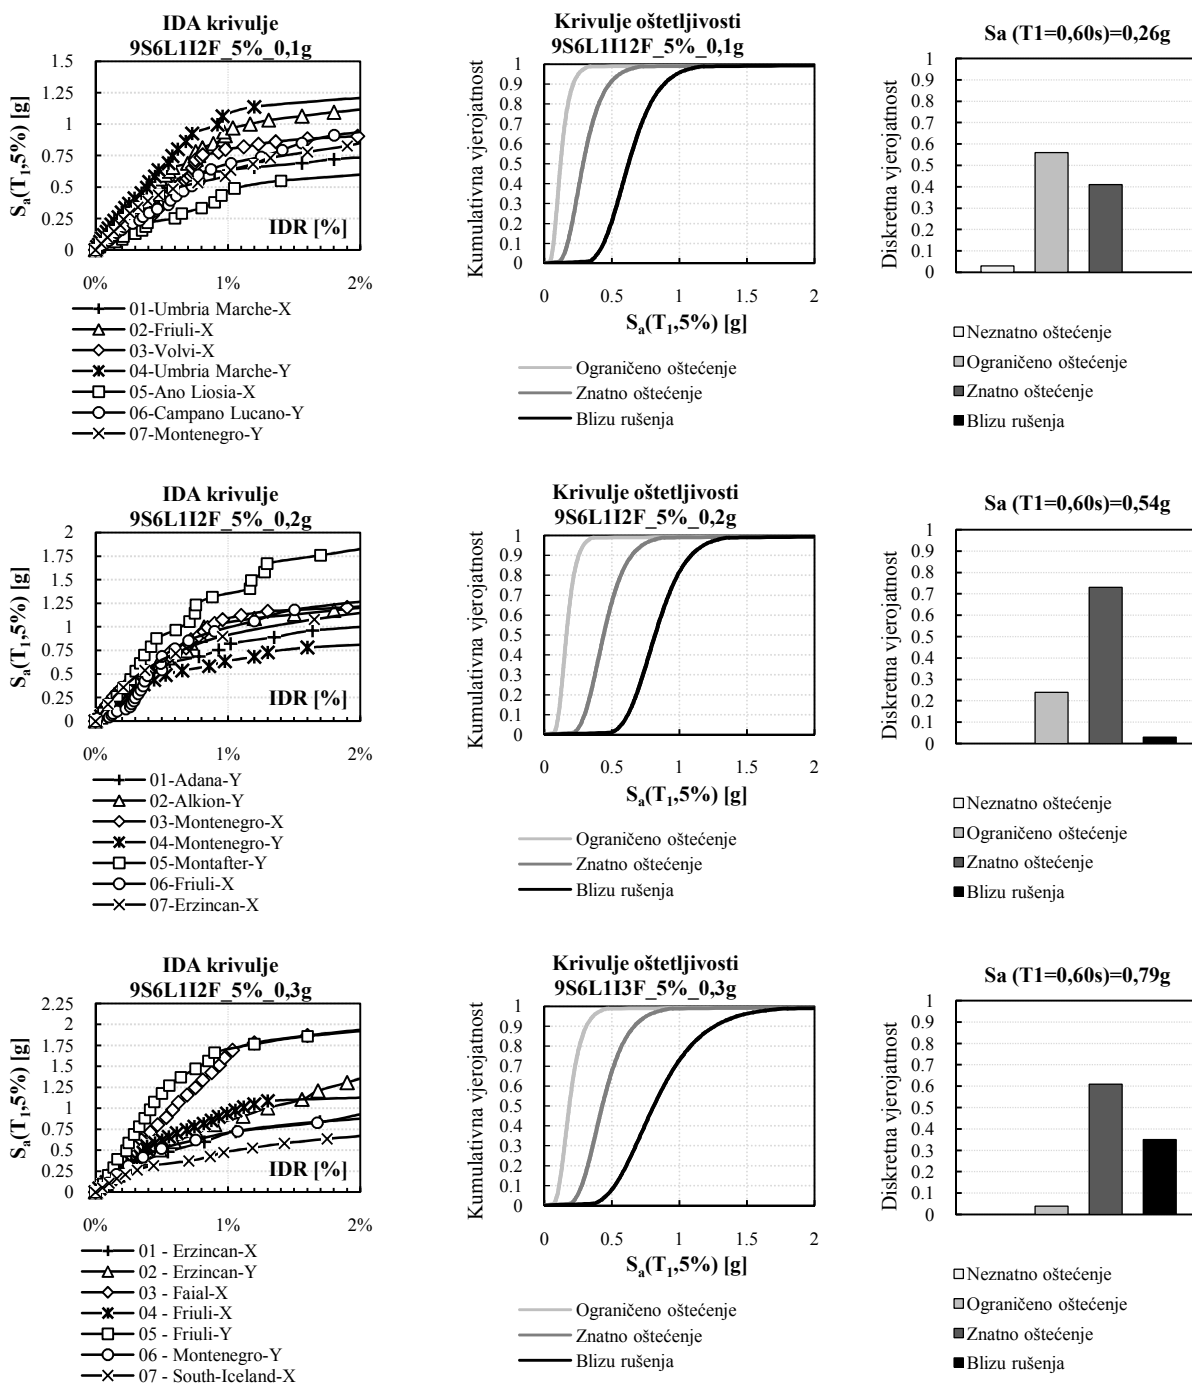 IDA krivulje
9S6L1I2F_5%_0,1g
1.5
1.25
1
0.75
0.5
0.25
0
Sa(T1,5%) [g]
IDR [%]
0% 1% 2%
01-Umbria Marche-X
02-Friuli-X
03-Volvi-X
04-Umbria Marche-Y
05-Ano Liosia-X
06-Campano Lucano-Y
07-Montenegro-Y
Krivulje oštetljivosti
9S6L1I12F_5%_0,1g
Kumulativna vjerojatnost
1
0.9
0.8
0.7
0.6
0.5
0.4
0.3
0.2
0.1
0
0 0.5 1 1.5 2
Sa(T1,5%) [g]
Ograničeno oštećenje
Znatno oštećenje
Blizu rušenja
Sa (T1=0,60s)=0,26g
Diskretna vjerojatnost
1
0.9
0.8
0.7
0.6
0.5
0.4
0.3
0.2
0.1
0
Neznatno oštećenje
Ograničeno oštećenje
Znatno oštećenje
Blizu rušenja
IDA krivulje
9S6L1I2F_5%_0,2g
2
1.75
1.5
1.25
1
0.75
0.5
0.25
0
Sa(T1,5%) [g]
IDR [%]
0% 1% 2%
01-Adana-Y
02-Alkion-Y
03-Montenegro-X
04-Montenegro-Y
05-Montafter-Y
06-Friuli-X
07-Erzincan-X
Krivulje oštetljivosti
9S6L1I2F_5%_0,2g
Kumulativna vjerojatnost
1
0.9
0.8
0.7
0.6
0.5
0.4
0.3
0.2
0.1
0
0 0.5 1 1.5 2
Sa(T1,5%) [g]
Ograničeno oštećenje
Znatno oštećenje
Blizu rušenja
Sa (T1=0,60s)=0,54g
Diskretna vjerojatnost
1
0.9
0.8
0.7
0.6
0.5
0.4
0.3
0.2
0.1
0
Neznatno oštećenje
Ograničeno oštećenje
Znatno oštećenje
Blizu rušenja
IDA krivulje
9S6L1I2F_5%_0,3g
2.25
2
1.75
1.5
1.25
1
0.75
0.5
0.25
0
Sa(T1,5%) [g]
IDR [%]
0% 1% 2%
01 - Erzincan-X
02 - Erzincan-Y
03 - Faial-X
04 - Friuli-X
05 - Friuli-Y
06 - Montenegro-Y
07 - South-Iceland-X
Krivulje oštetljivosti
9S6L1I3F_5%_0,3g
Kumulativna vjerojatnost
1
0.9
0.8
0.7
0.6
0.5
0.4
0.3
0.2
0.1
0
0 0.5 1 1.5 2
Sa(T1,5%) [g]
Ograničeno oštećenje
Znatno oštećenje
Blizu rušenja
Sa (T1=0,60s)=0,79g
Diskretna vjerojatnost
1
0.9
0.8
0.7
0.6
0.5
0.4
0.3
0.2
0.1
0
Neznatno oštećenje
Ograničeno oštećenje
Znatno oštećenje
Blizu rušenja